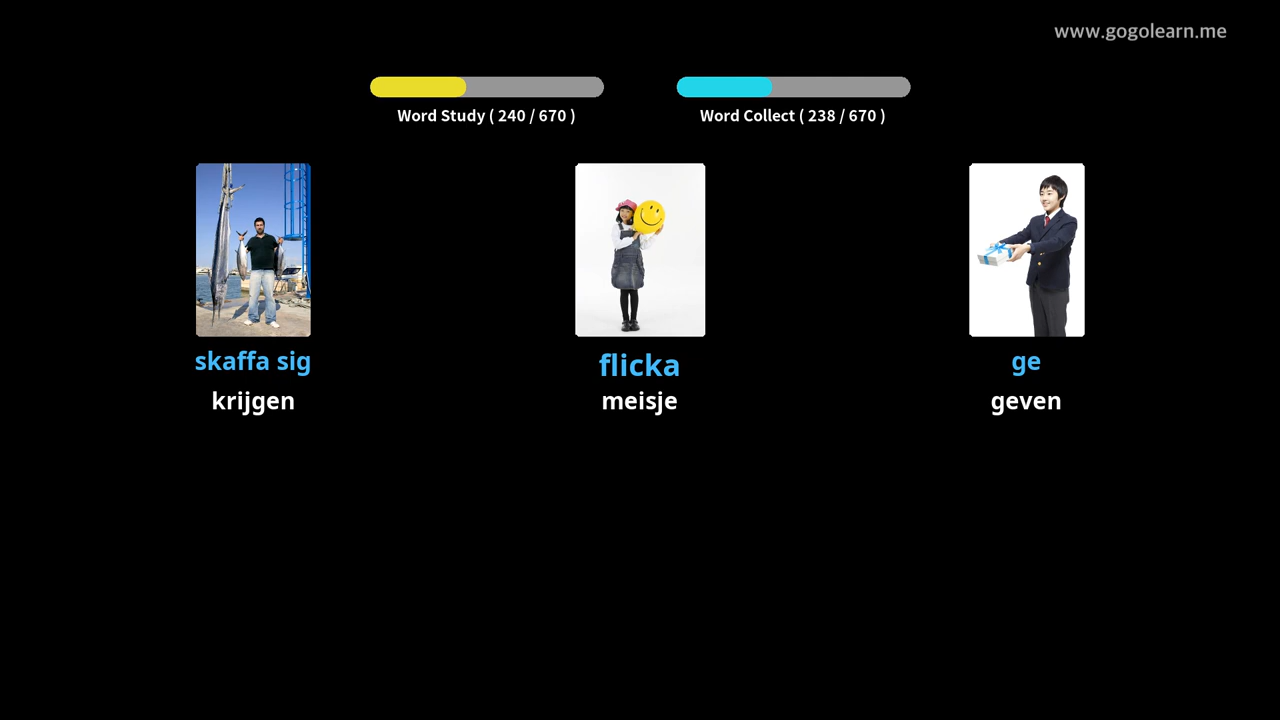 www.gogolearn.me
Word Study ( 240 / 670 )
Word Collect ( 238 / 670 )
skaffa sig
flicka
ge
krijgen
meisje
geven